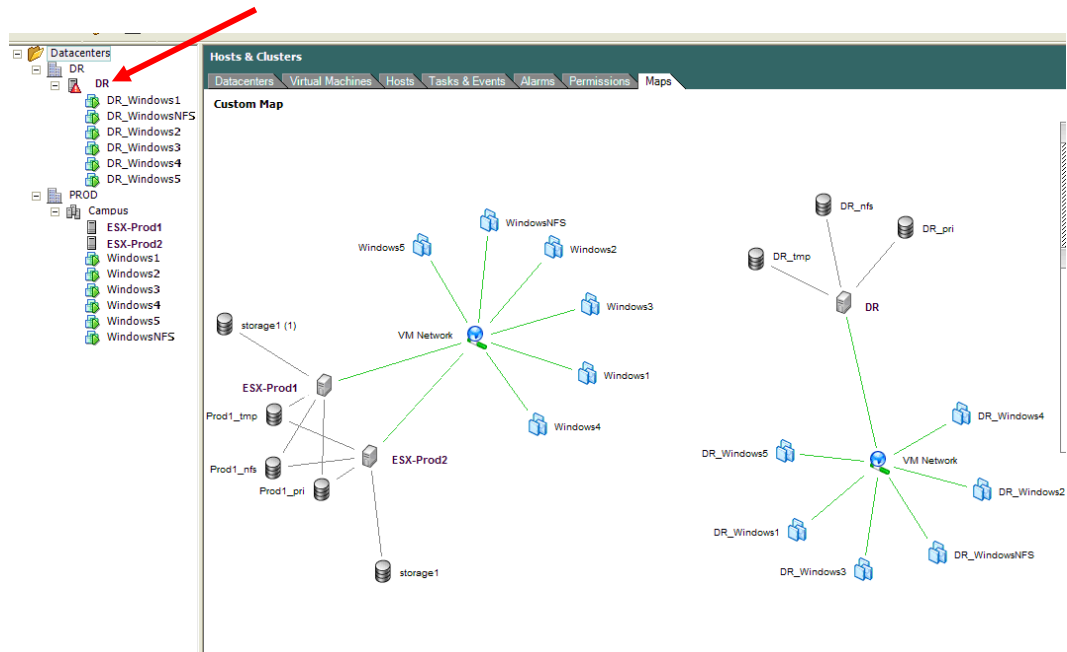 Datacenters
DR
DR
DR_Windows1
DR_WindowsNFS
DR_Windows2
DR_Windows3
DR_Windows4
DR_Windows5
PROD
Campus
ESX-Prod1
ESX-Prod2
Windows1
Windows2
Windows3
Windows4
Windows5
WindowsNFS
Hosts & Clusters
Datacenters Virtual Machines Hosts Tasks & Events Alarms Permissions Maps
Custom Map
WindowsNFS
Windows5
Windows2
Windows3
storage1 (1)
VM Network
Windows1
ESX-Prod1
Prod1_tmp
Windows4
ESX-Prod2
Prod1_nfs
Prod1_pri
storage1
DR_nfs
DR_pri
DR_tmp
DR
DR_Windows4
DR_Windows5
VM Network
DR_Windows2
DR_Windows1
DR_WindowsNFS
DR_Windows3